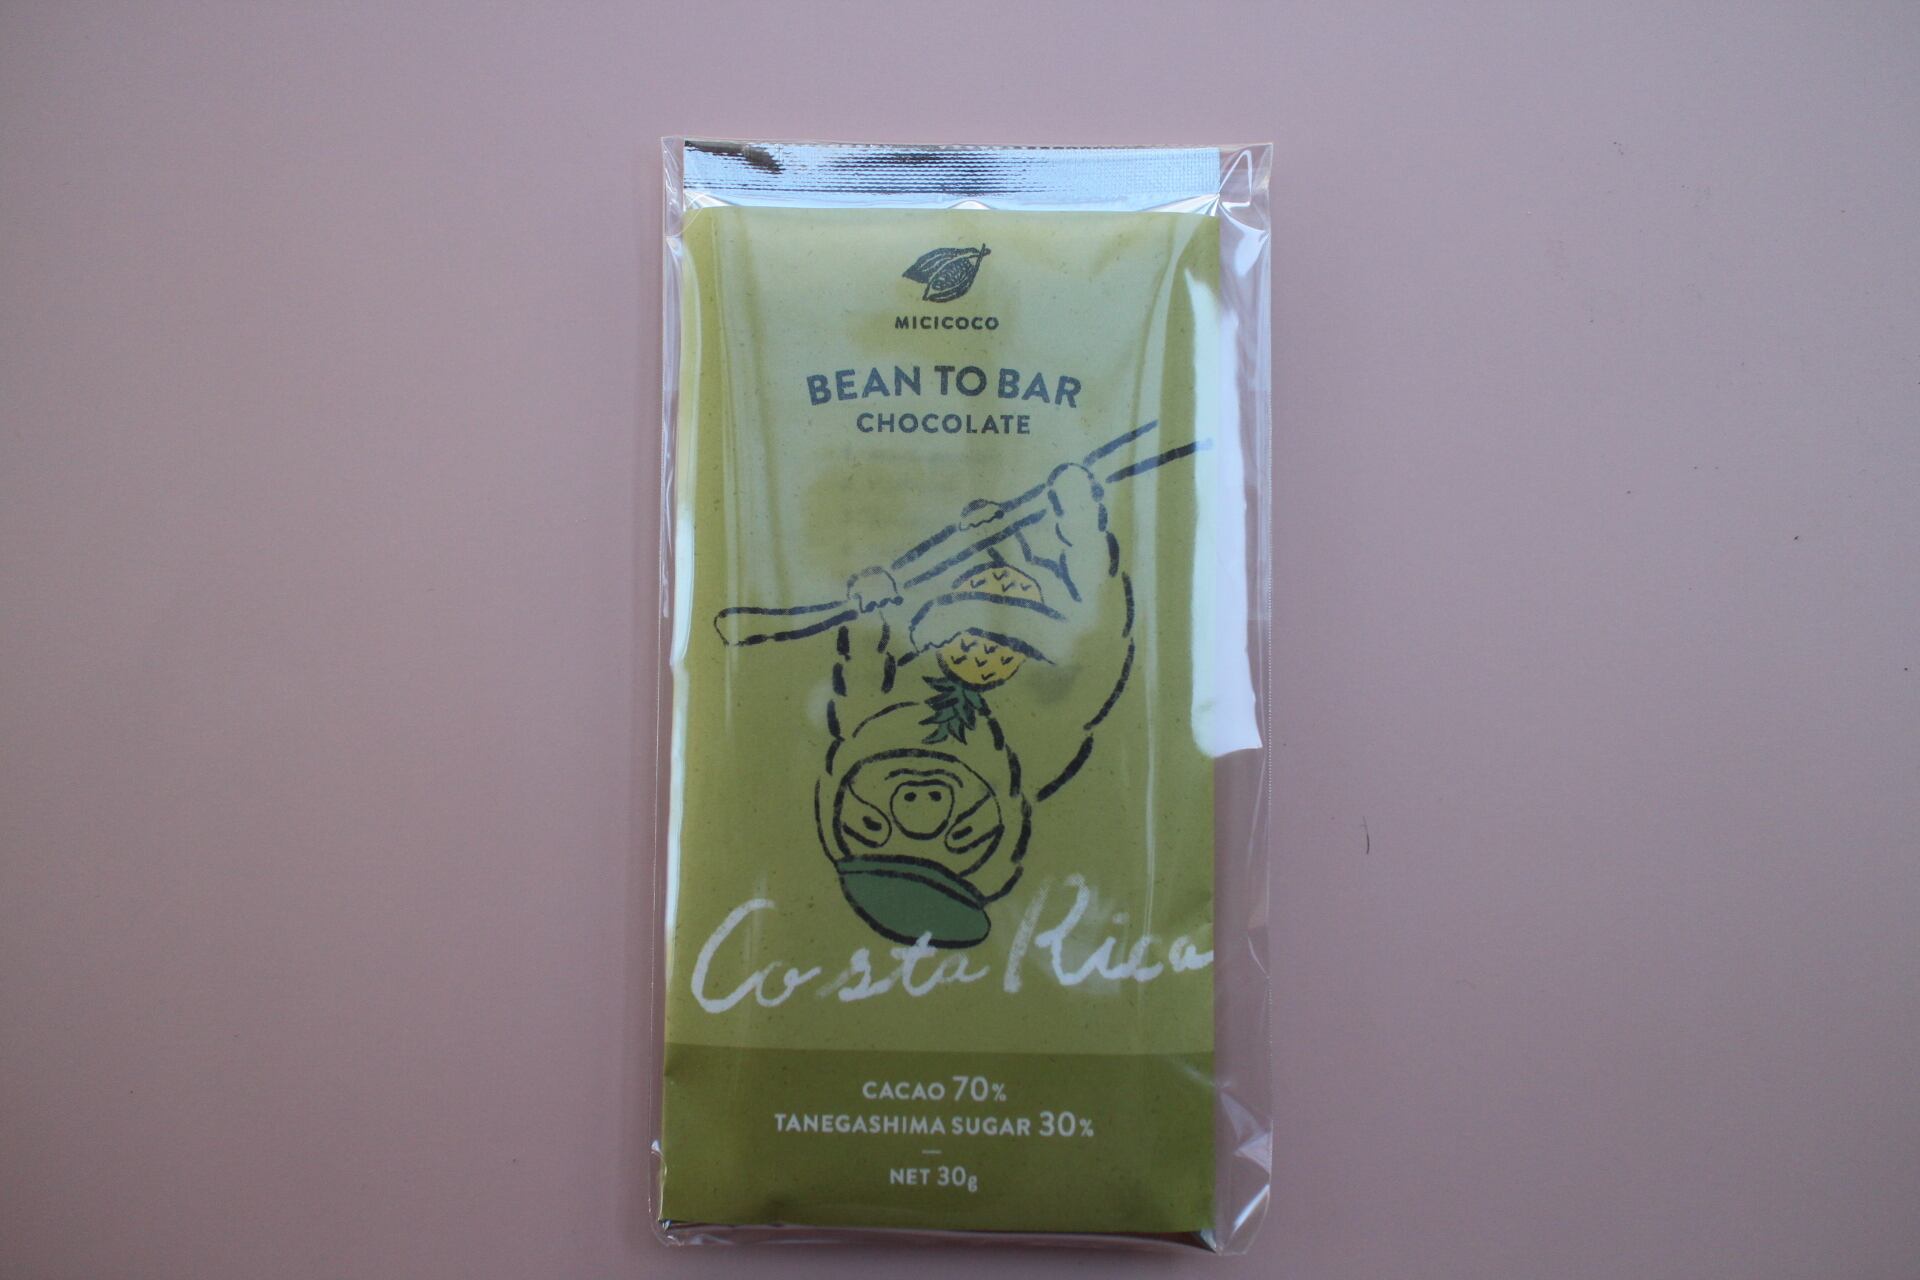 MICICOCO
BEAN TO BAR
CHOCOLATE
Costa Rica
CACAO 70%
TANEGASHIMA SUGAR 30%
NET 30g